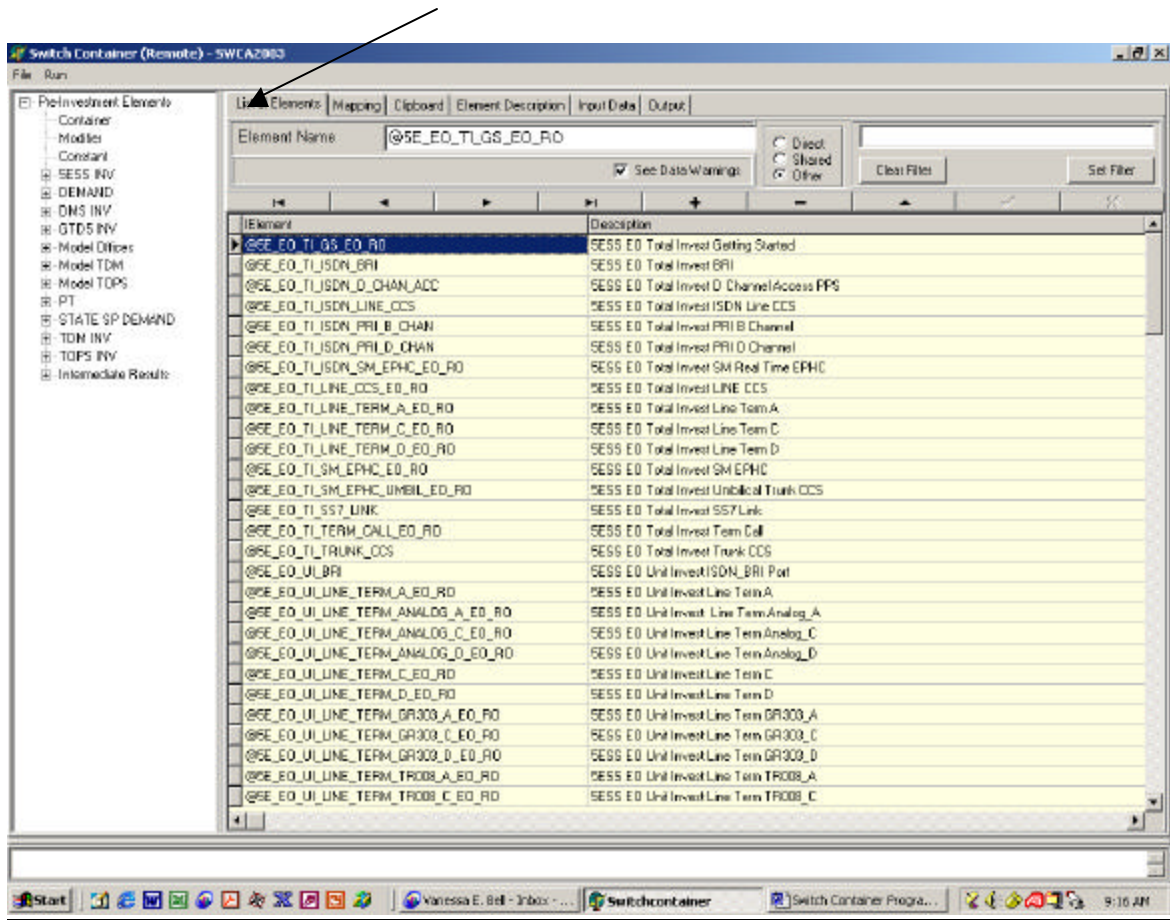 Switch Container (Remote) - SWCA2003
File Run
Pre-Investment Elements
Container
Modifier
Constant
5ESS INV
DEMAND
DMS INV
GTD5 INV
Model Offices
Model TDM
Model TOPS
PT
STATE SP DEMAND
TDM INV
TOPS INV
Intermediate Results
List Elements Mapping Clipboard Element Description Input Data Output
Element Name @5E_EO_TI_GS_EO_RO
See Data Warnings
Direct
Shared
Other
Clear Filter Set Filter
IElement Description
@5E_EO_TI_GS_EO_RO 5ESS EO Total Invest Getting Started
@5E_EO_TI_ISDN_BRI 5ESS EO Total Invest BRI
@5E_EO_TI_ISDN_D_CHAN_ACC 5ESS EO Total Invest D Channel Access PPS
@5E_EO_TI_ISDN_LINE_CCS 5ESS EO Total Invest ISDN Line CCS
@5E_EO_TI_ISDN_PRI_B_CHAN 5ESS EO Total Invest PRI B Channel
@5E_EO_TI_ISDN_PRI_D_CHAN 5ESS EO Total Invest PRI D Channel
@5E_EO_TI_ISDN_SM_EPHC_EO_RO 5ESS EO Total Invest SM Real Time EPHC
@5E_EO_TI_LINE_CCS_EO_RO 5ESS EO Total Invest LINE CCS
@5E_EO_TI_LINE_TERM_A_EO_RO 5ESS EO Total Invest Line Term A
@5E_EO_TI_LINE_TERM_C_EO_RO 5ESS EO Total Invest Line Term C
@5E_EO_TI_LINE_TERM_D_EO_RO 5ESS EO Total Invest Line Term D
@5E_EO_TI_SM_EPHC_EO_RO 5ESS EO Total Invest SM EPHC
@5E_EO_TI_SM_EPHC_UMBIL_EO_RO 5ESS EO Total Invest Umbilical Trunk CCS
@5E_EO_TI_SS7_LINK 5ESS EO Total Invest SS7 Link
@5E_EO_TI_TERM_CALL_EO_RO 5ESS EO Total Invest Term Call
@5E_EO_TI_TRUNK_CCS 5ESS EO Total Invest Trunk CCS
@5E_EO_UI_BRI 5ESS EO Unit Invest ISDN_BRI Port
@5E_EO_UI_LINE_TERM_A_EO_RO 5ESS EO Unit Invest Line Term A
@5E_EO_UI_LINE_TERM_ANALOG_A_EO_RO 5ESS EO Unit Invest Line Term Analog_A
@5E_EO_UI_LINE_TERM_ANALOG_C_EO_RO 5ESS EO Unit Invest Line Term Analog_C
@5E_EO_UI_LINE_TERM_ANALOG_D_EO_RO 5ESS EO Unit Invest Line Term Analog_D
@5E_EO_UI_LINE_TERM_C_EO_RO 5ESS EO Unit Invest Line Term C
@5E_EO_UI_LINE_TERM_D_EO_RO 5ESS EO Unit Invest Line Term D
@5E_EO_UI_LINE_TERM_GR303_A_EO_RO 5ESS EO Unit Invest Line Term GR303_A
@5E_EO_UI_LINE_TERM_GR303_C_EO_RO 5ESS EO Unit Invest Line Term GR303_C
@5E_EO_UI_LINE_TERM_GR303_D_EO_RO 5ESS EO Unit Invest Line Term GR303_D
@5E_EO_UI_LINE_TERM_TR008_A_EO_RO 5ESS EO Unit Invest Line Term TR008_A
@5E_EO_UI_LINE_TERM_TR008_C_EO_RO 5ESS EO Unit Invest Line Term TR008_C
Start Vanessa E. Bell - Inbox - ... Switchcontainer Switch Container Progra... 9:16 AM